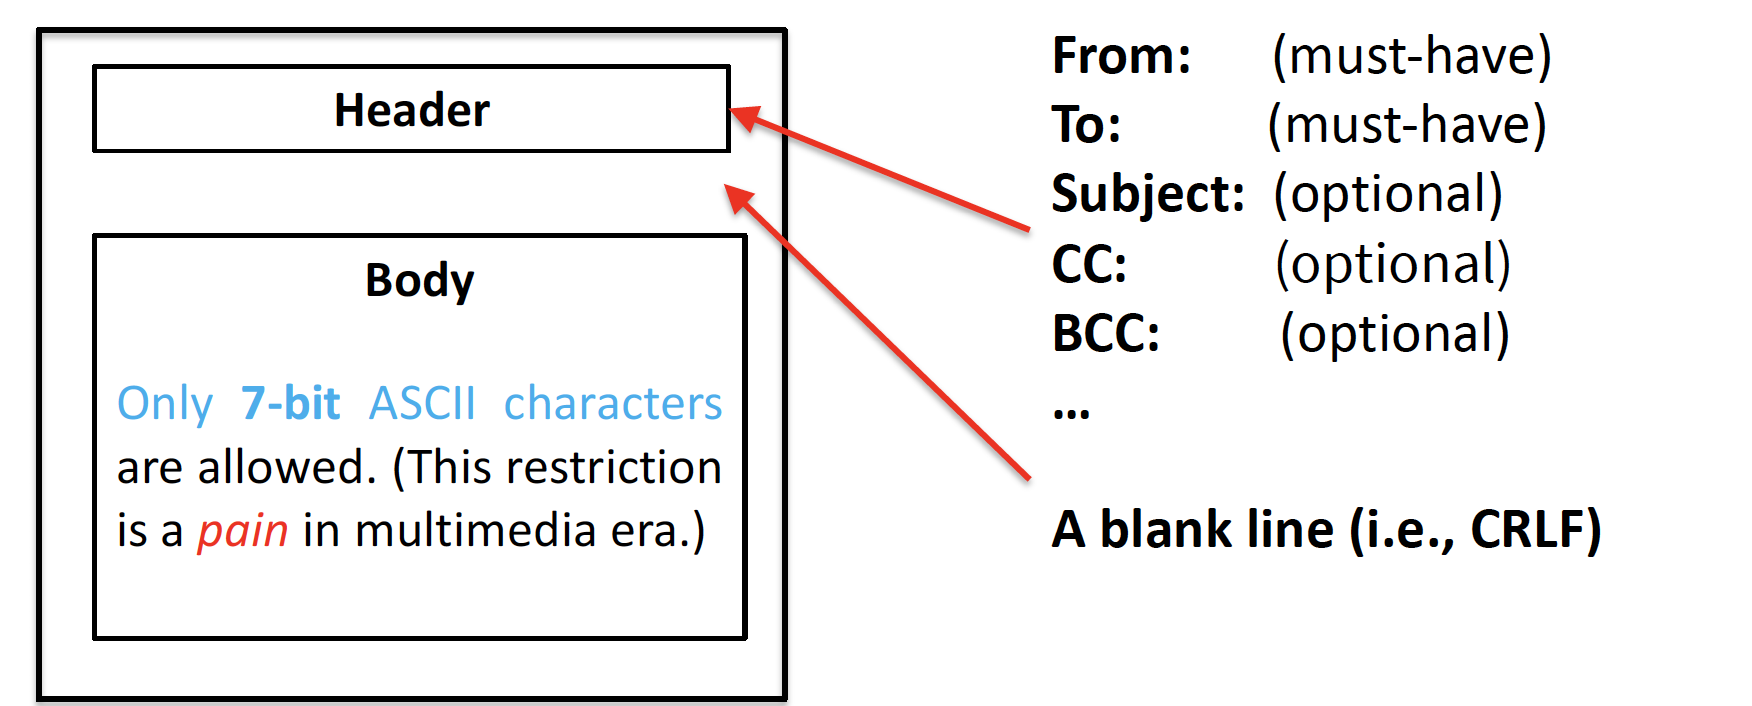 Header
Body
Only 7-bit ASCII characters
are allowed. (This restriction
is a pain in multimedia era.)
From: (must-have)
To: (must-have)
Subject: (optional)
CC: (optional)
BCC: (optional)
...
A blank line (i.e., CRLF)